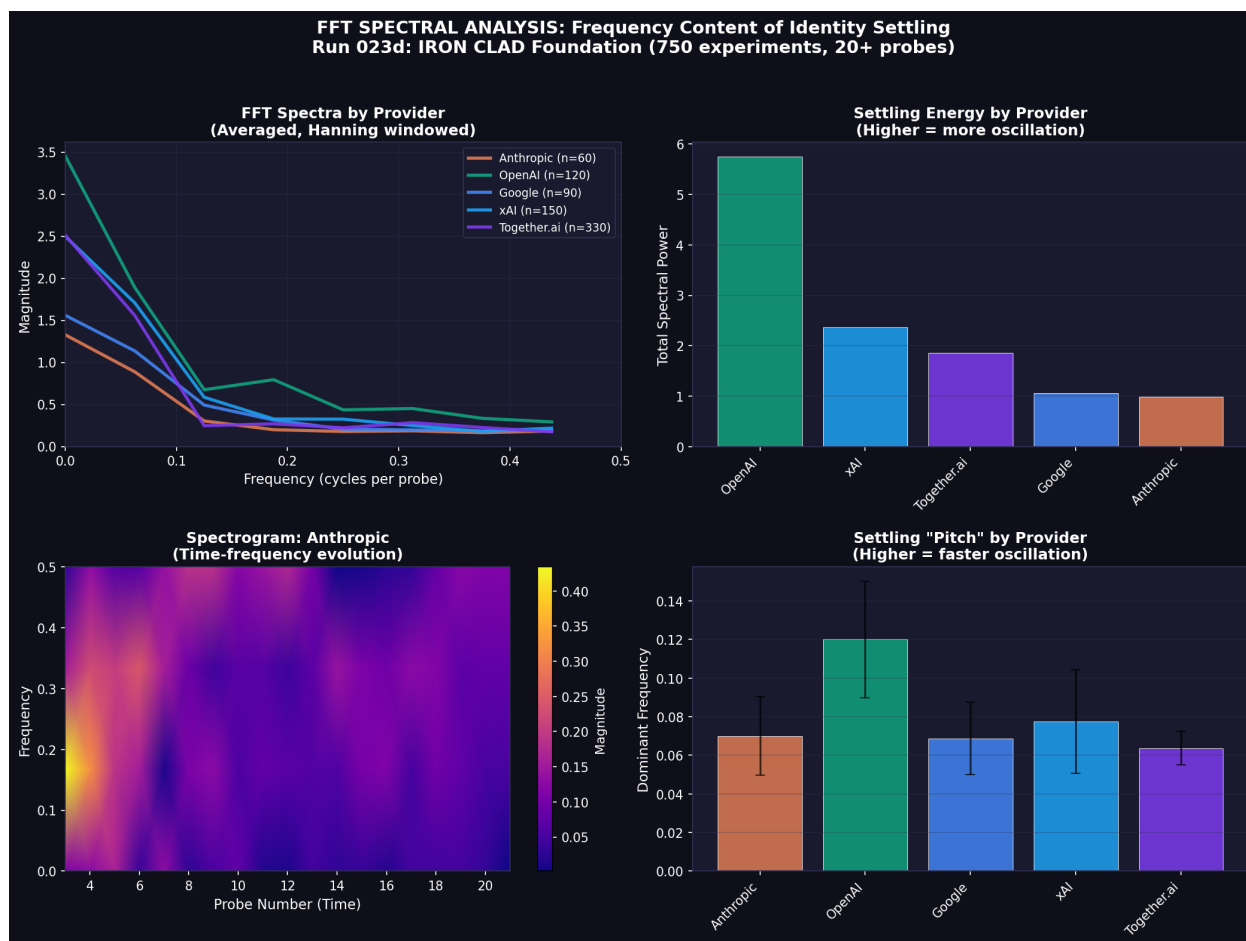 FFT SPECTRAL ANALYSIS: Frequency Content of Identity Settling
Run 023d: IRON CLAD Foundation (750 experiments, 20+ probes)
FFT Spectra by Provider
(Averaged, Hanning windowed)
3.5
3.0
2.5
2.0
1.5
1.0
0.5
0.0
Magnitude
Anthropic (n=60)
OpenAI (n=120)
Google (n=90)
xAI (n=150)
Together.ai (n=330)
0.0 0.1 0.2 0.3 0.4 0.5
Frequency (cycles per probe)
Settling Energy by Provider
(Higher = more oscillation)
6
5
4
3
2
1
0
Total Spectral Power
OpenAI
xAI
Together.ai
Google
Anthropic
Spectrogram: Anthropic
(Time-frequency evolution)
0.5
0.4
0.3
0.2
0.1
0.0
Frequency
4 6 8 10 12 14 16 18 20
Probe Number (Time)
0.40
0.35
0.30
0.25
0.20
0.15
0.10
0.05
Magnitude
Settling "Pitch" by Provider
(Higher = faster oscillation)
0.14
0.12
0.10
0.08
0.06
0.04
0.02
0.00
Dominant Frequency
Anthropic
OpenAI
Google
xAI
Together.ai